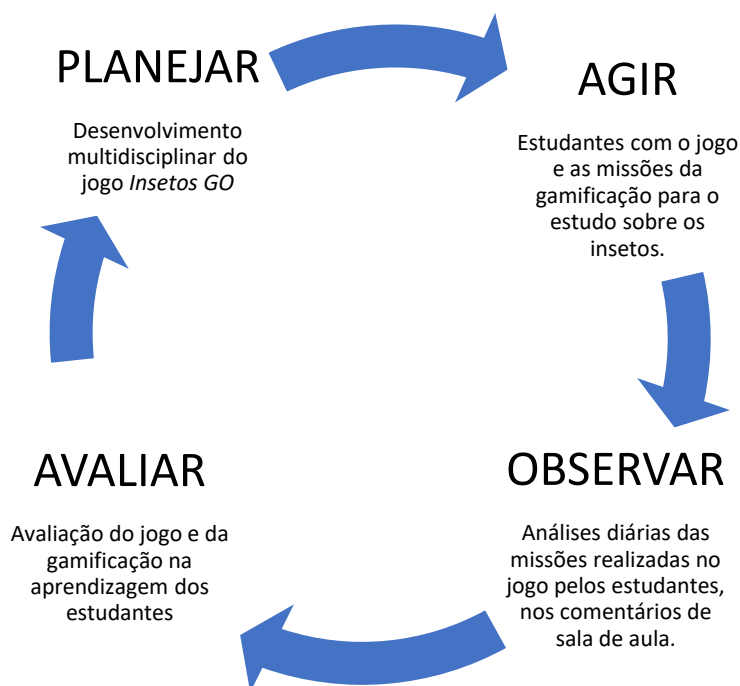 PLANEJAR
Desenvolvimento
multidisciplinar do
jogo Insetos GO
AGIR
Estudantes com o jogo
e as missões da
gamificação para o
estudo sobre os
insetos.
OBSERVAR
Análises diárias das
missões realizadas no
jogo pelos estudantes,
nos comentários de
sala de aula.
AVALIAR
Avaliação do jogo e da
gamificação na
aprendizagem dos
estudantes